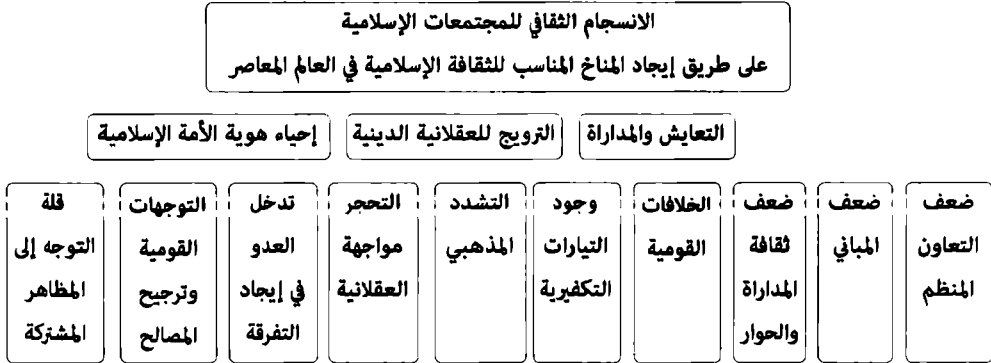 الانسجام الثقافي للمجتمعات الإسلامية
على طريق إيجاد المناخ المناسب للثقافة الإسلامية في العالم المعاصر
التعايش والمداراة
الترويج للعقلانية الدينية
إحياء هوية الأمة الإسلامية
ضعف
التعاون
المنظم
ضعف
المباني
ضعف
ثقافة
المداراة
والحوار
الخلافات
القومية
وجود
التيارات
التكفيرية
التشدد
المذهبي
التحجر
مواجهة
العقلانية
تدخل
العدو
في إيجاد
التفرقة
التوجهات
القومية
وترجيح
المصالح
قلة
التوجه إلى
المظاهر
المشتركة